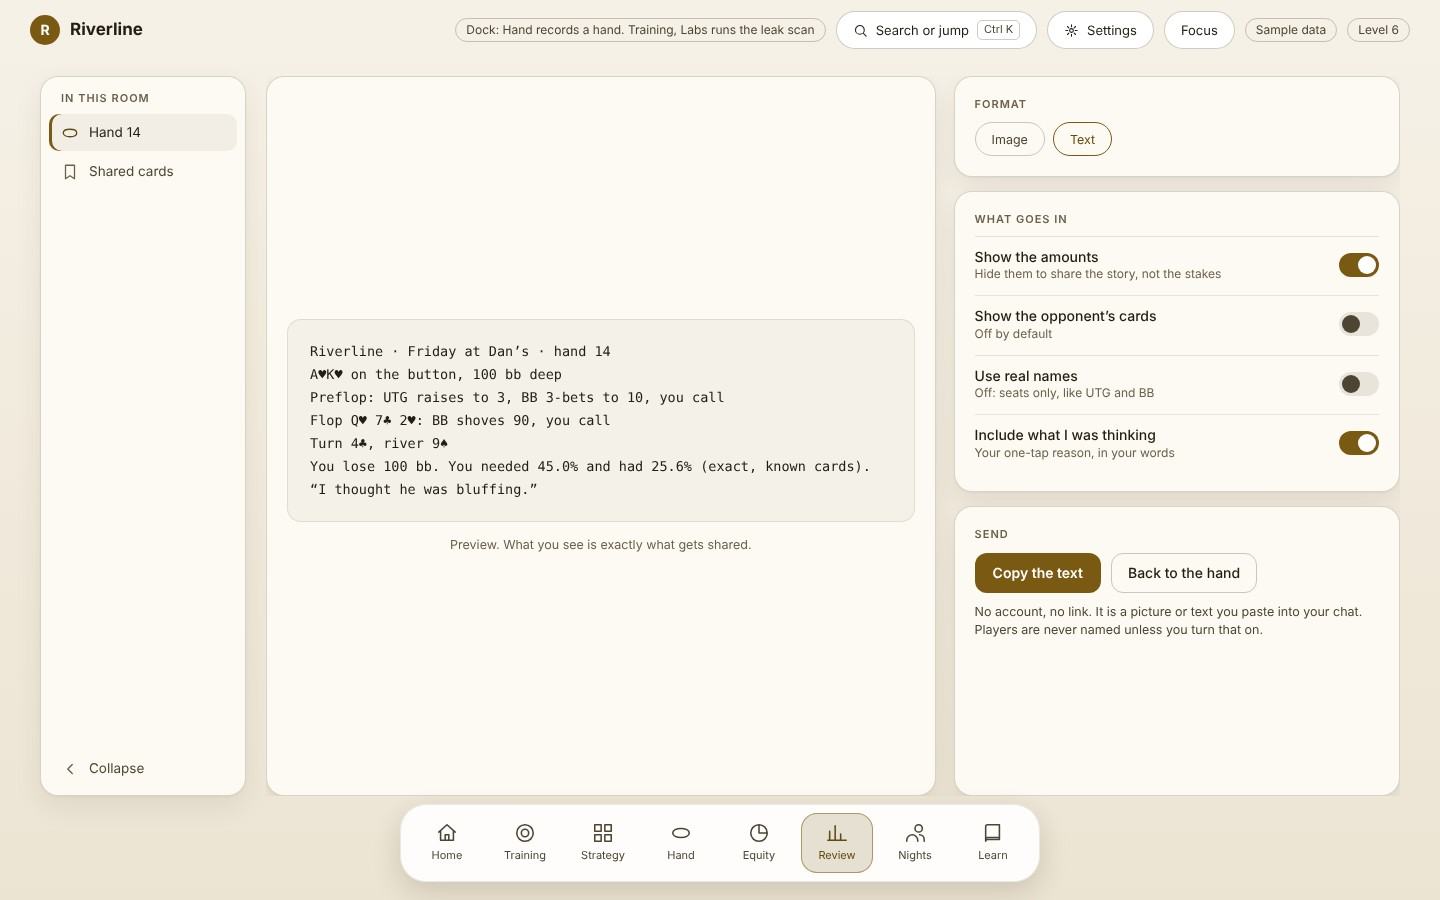 R Riverline
Dock: Hand records a hand. Training, Labs runs the leak scan
Search or jump Ctrl K
Settings
Focus
Sample data
Level 6
IN THIS ROOM
Hand 14
Shared cards
Collapse
Riverline · Friday at Dan’s · hand 14
A♥K♥ on the button, 100 bb deep
Preflop: UTG raises to 3, BB 3-bets to 10, you call
Flop Q♥ 7♣ 2♥: BB shoves 90, you call
Turn 4♣, river 9♠
You lose 100 bb. You needed 45.0% and had 25.6% (exact, known cards).
“I thought he was bluffing.”
Preview. What you see is exactly what gets shared.
FORMAT
Image
Text
WHAT GOES IN
Show the amounts
Hide them to share the story, not the stakes
Show the opponent’s cards
Off by default
Use real names
Off: seats only, like UTG and BB
Include what I was thinking
Your one-tap reason, in your words
SEND
Copy the text
Back to the hand
No account, no link. It is a picture or text you paste into your chat.
Players are never named unless you turn that on.
Home
Training
Strategy
Hand
Equity
Review
Nights
Learn